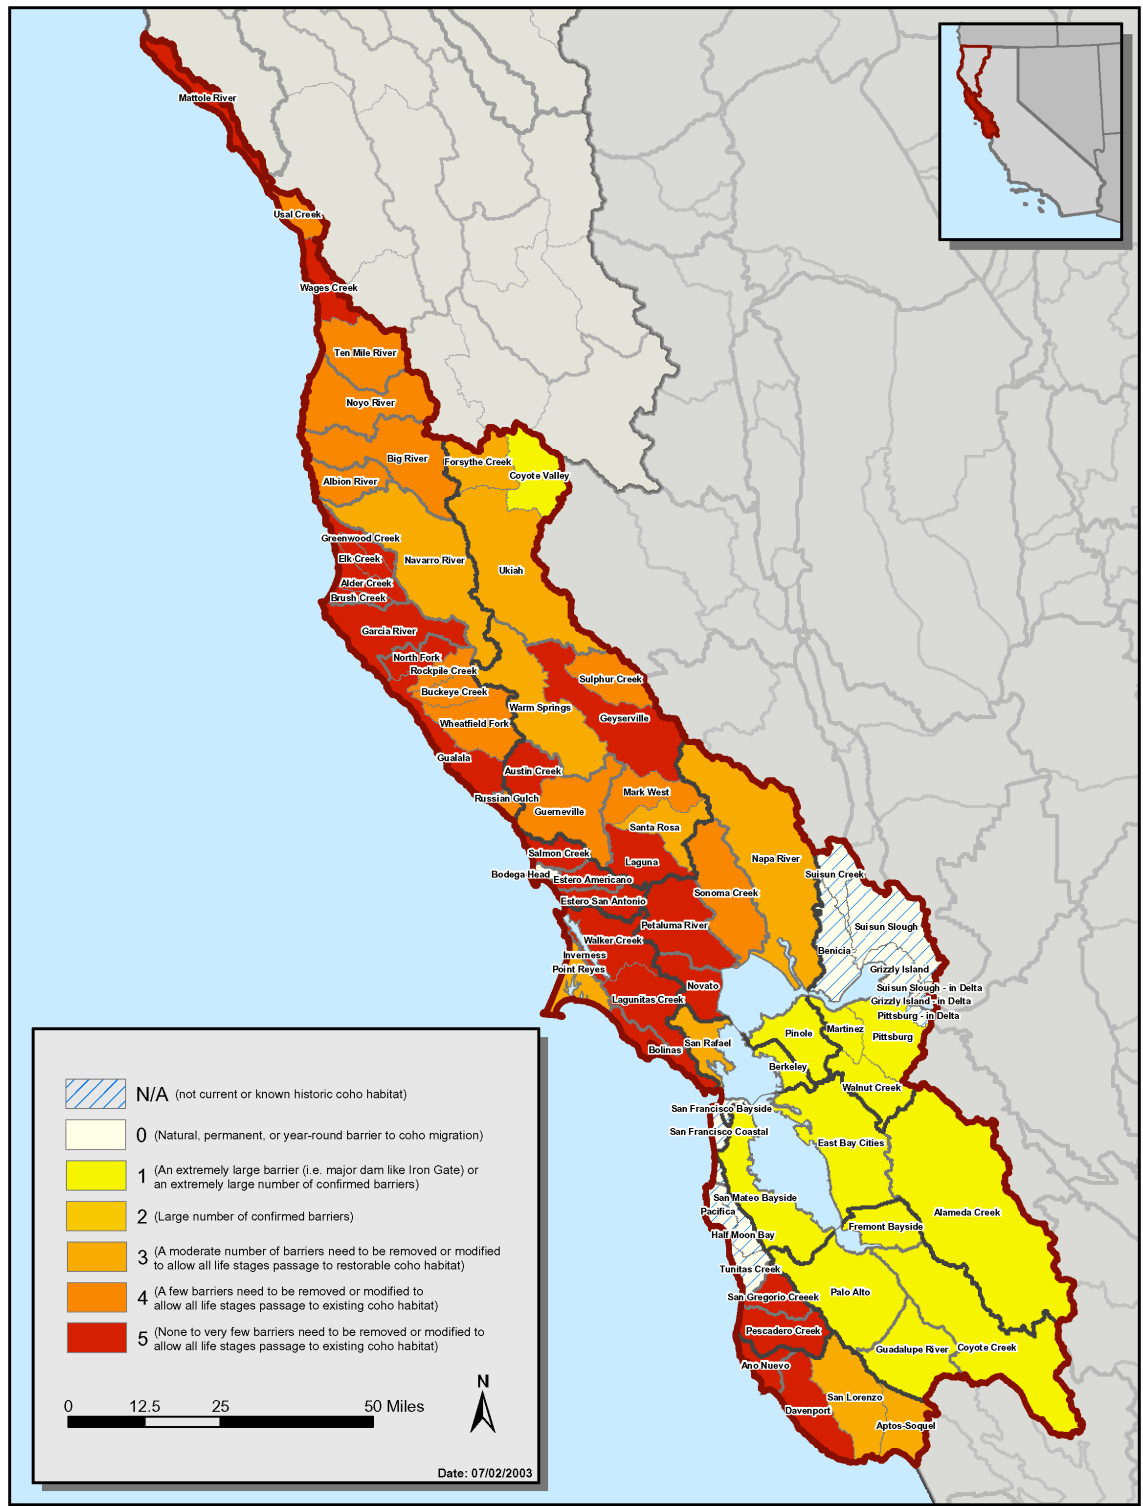 Mattole River
Usal Creek
Wages Creek
Ten Mile River
Noyo River
Big River
Forsythe Creek
Coyote Valley
Albion River
Greenwood Creek
Elk Creek
Navarro River
Ukiah
Alder Creek
Brush Creek
Garcia River
North Fork
Rockpile Creek
Sulphur Creek
Buckeye Creek
Warm Springs
Geyserville
Wheatfield Fork
Gualala
Austin Creek
Mark West
Russian Gulch
Guerneville
Santa Rosa
Salmon Creek
Laguna
Napa River
Bodega Head
Estero Americano
Suisun Creek
Sonoma Creek
Estero San Antonio
Petaluma River
Suisun Slough
Walker Creek
Benicia
Inverness
Point Reyes
Grizzly Island
Novato
Suisun Slough - in Delta
Lagunitas Creek
Grizzly Island - in Delta
Pittsburg - in Delta
Pinole
Martinez
Pittsburg
San Rafael
Bolinas
Berkeley
Walnut Creek
San Francisco Bayside
San Francisco Coastal
East Bay Cities
San Mateo Bayside
Pacifica
Alameda Creek
Fremont Bayside
Half Moon Bay
Tunitas Creek
Palo Alto
San Gregorio Creeek
Pescadero Creek
Guadalupe River
Coyote Creek
Ano Nuevo
San Lorenzo
Davenport
Aptos-Soquel
N/A (not current or known historic coho habitat)
0 (Natural, permanent, or year-round barrier to coho migration)
1 (An extremely large barrier (i.e. major dam like Iron Gate) or
an extremely large number of confirmed barriers)
2 (Large number of confirmed barriers)
3 (A moderate number of barriers need to be removed or modified
to allow all life stages passage to restorable coho habitat)
4 (A few barriers need to be removed or modified to
allow all life stages passage to existing coho habitat)
5 (None to very few barriers need to be removed or modified to
allow all life stages passage to existing coho habitat)
N
0 12.5 25 50 Miles
Date: 07/02/2003